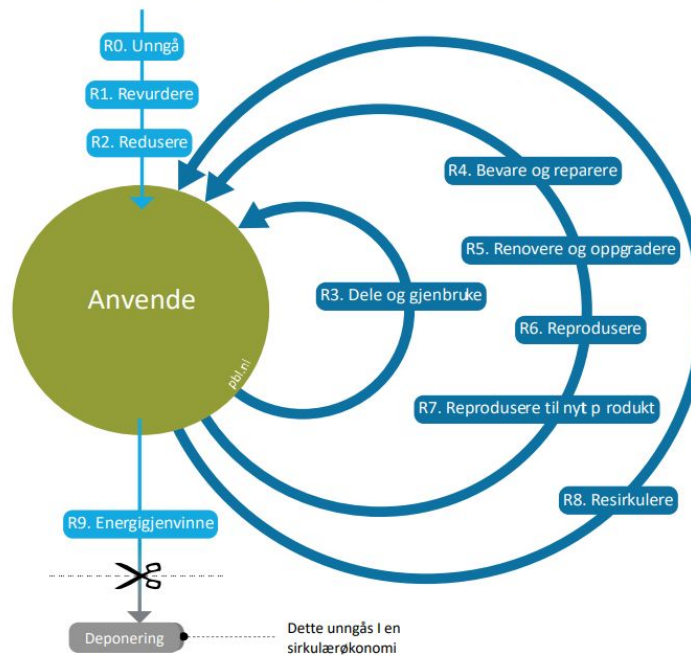 R0. Unngå
R1. Revurdere
R2. Redusere
R4. Bevare og reparere
R5. Renovere og oppgradere
Anvende
R3. Dele og gjenbruke
R6. Reprodusere
pbl.nl
R7. Reprodusere til nyt p rodukt
R8. Resirkulere
R9. Energigjenvinne
Deponering
Dette unngås I en
sirkulærøkonomi